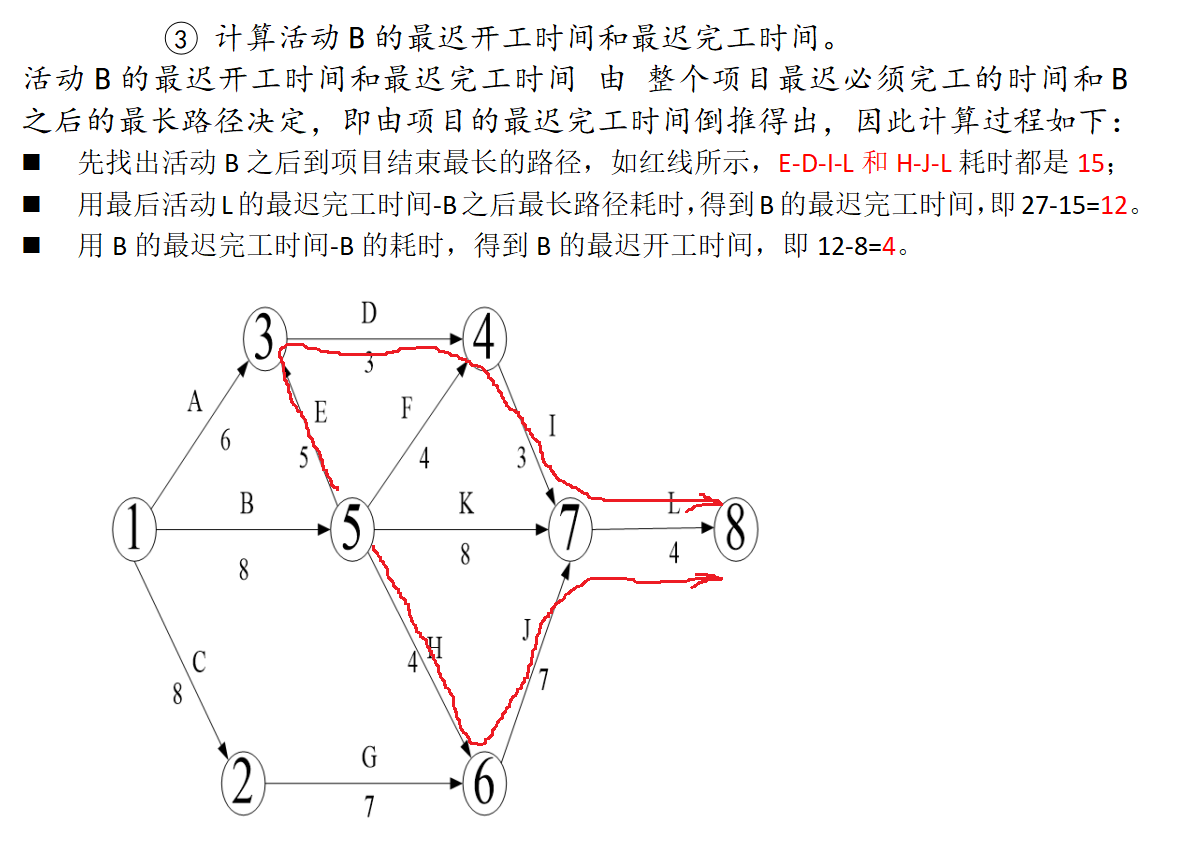 ③ 计算活动 B 的最迟开工时间和最迟完工时间。
活动 B 的最迟开工时间和最迟完工时间 由 整个项目最迟必须完工的时间和 B
之后的最长路径决定，即由项目的最迟完工时间倒推得出，因此计算过程如下：
■ 先找出活动 B 之后到项目结束最长的路径，如红线所示，E-D-I-L 和 H-J-L 耗时都是 15；
■ 用最后活动 L 的最迟完工时间-B 之后最长路径耗时，得到 B 的最迟完工时间，即 27-15=12。
■ 用 B 的最迟完工时间-B 的耗时，得到 B 的最迟开工时间，即 12-8=4。
D
3
4
3
A
E
F
I
6
5
4
3
B
K
L
1
5
7
8
8
8
4
H
J
4
C
7
8
G
2
6
7